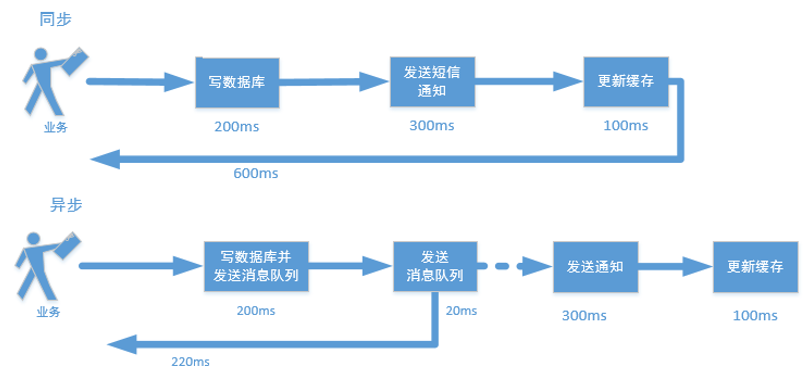 同步
写数据库
发送短信
通知
更新缓存
业务
200ms
300ms
100ms
600ms
异步
写数据库并
发送消息队列
发送
消息队列
发送通知
更新缓存
业务
200ms
20ms
300ms
100ms
220ms